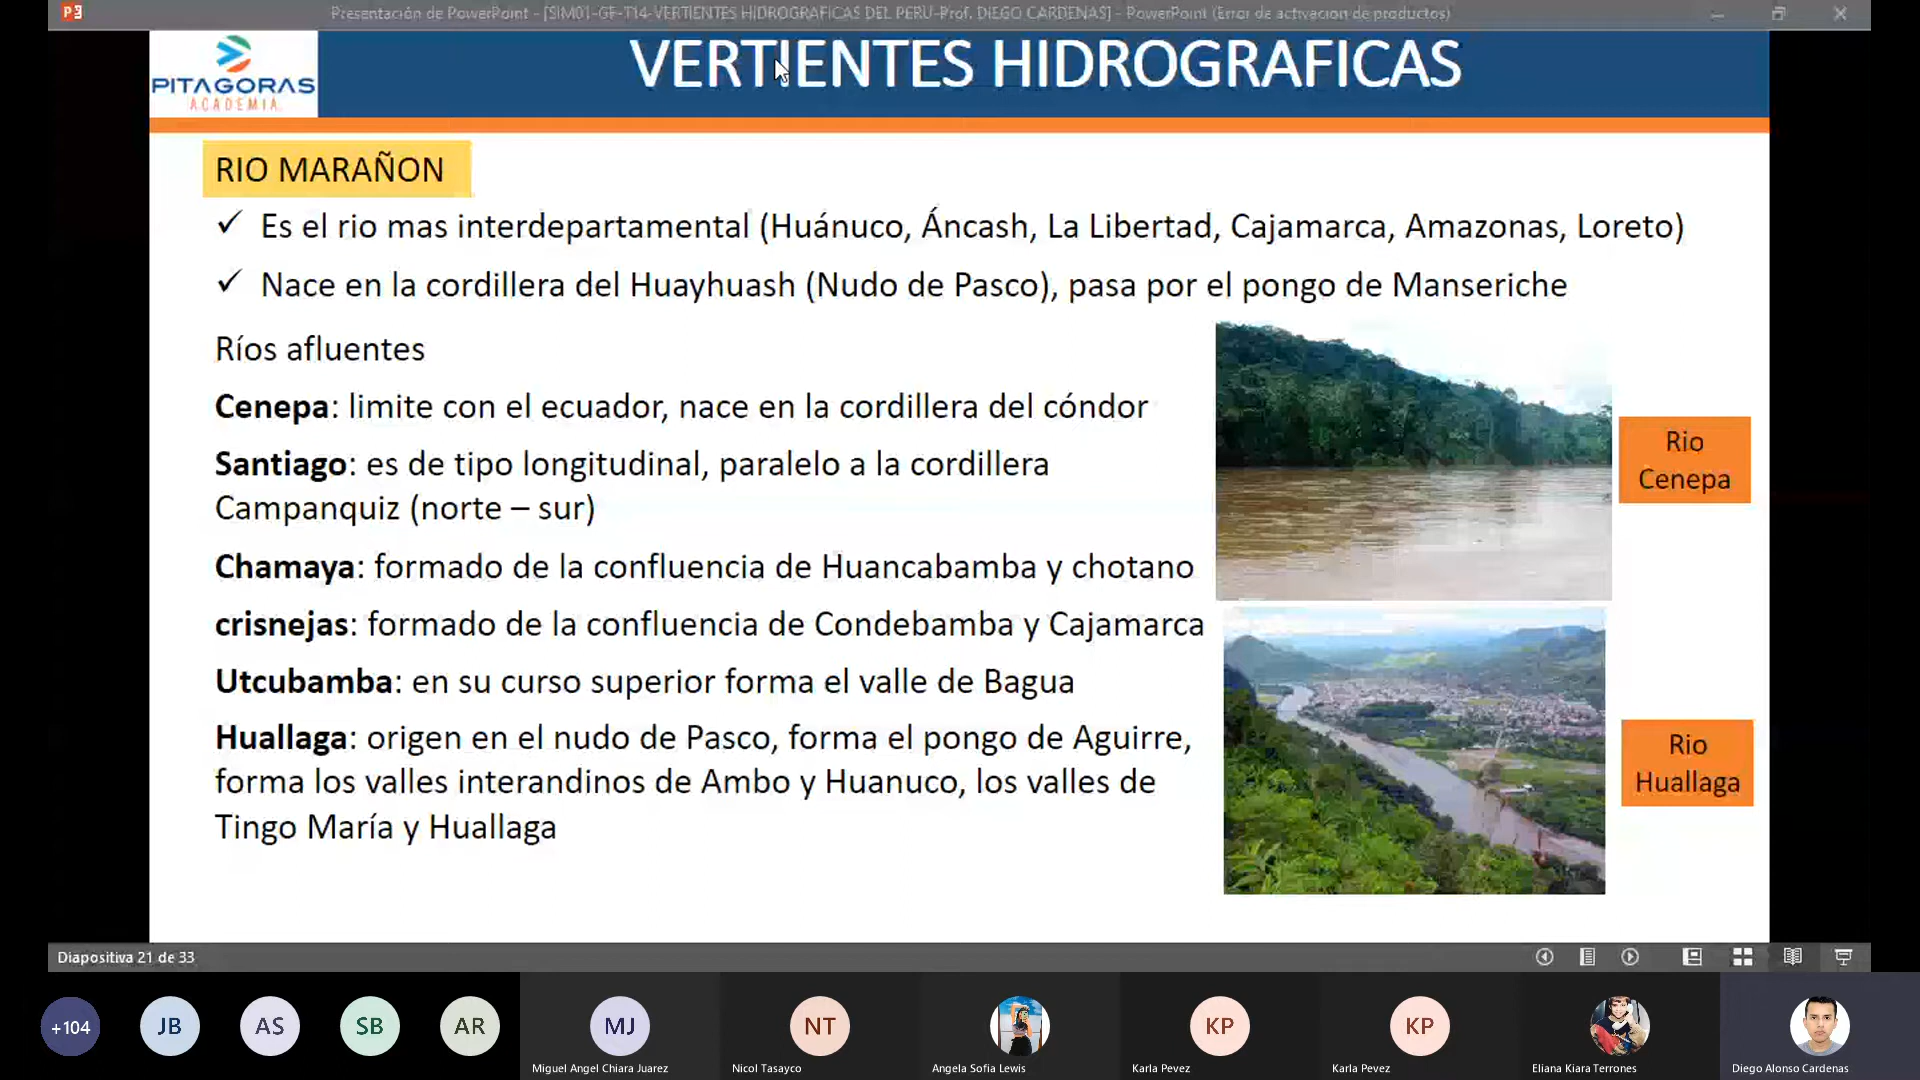 Presentación de PowerPoint - [SIM01-GF-T14-VERTIENTES HIDROGRAFICAS DEL PERU-Prof. DIEGO CARDENAS] - PowerPoint (Error de activación de productos)
PITAGORAS
ACADEMIA
VERTIENTES HIDROGRAFICAS
RIO MARAÑON
✓ Es el rio mas interdepartamental (Huánuco, Áncash, La Libertad, Cajamarca, Amazonas, Loreto)
✓ Nace en la cordillera del Huayhuash (Nudo de Pasco), pasa por el pongo de Manseriche
Ríos afluentes
Cenepa: limite con el ecuador, nace en la cordillera del cóndor
Santiago: es de tipo longitudinal, paralelo a la cordillera
Campanquiz (norte – sur)
Chamaya: formado de la confluencia de Huancabamba y chotano
crisnejas: formado de la confluencia de Condebamba y Cajamarca
Utcubamba: en su curso superior forma el valle de Bagua
Huallaga: origen en el nudo de Pasco, forma el pongo de Aguirre,
forma los valles interandinos de Ambo y Huanuco, los valles de
Tingo María y Huallaga
Rio
Cenepa
Rio
Huallaga
Diapositiva 21 de 33
+104
JB
AS
SB
AR
MJ
NT
KP
KP
Miguel Angel Chiara Juarez
Nicol Tasayco
Angela Sofia Lewis
Karla Pevez
Karla Pevez
Eliana Kiara Terrones
Diego Alonso Cardenas